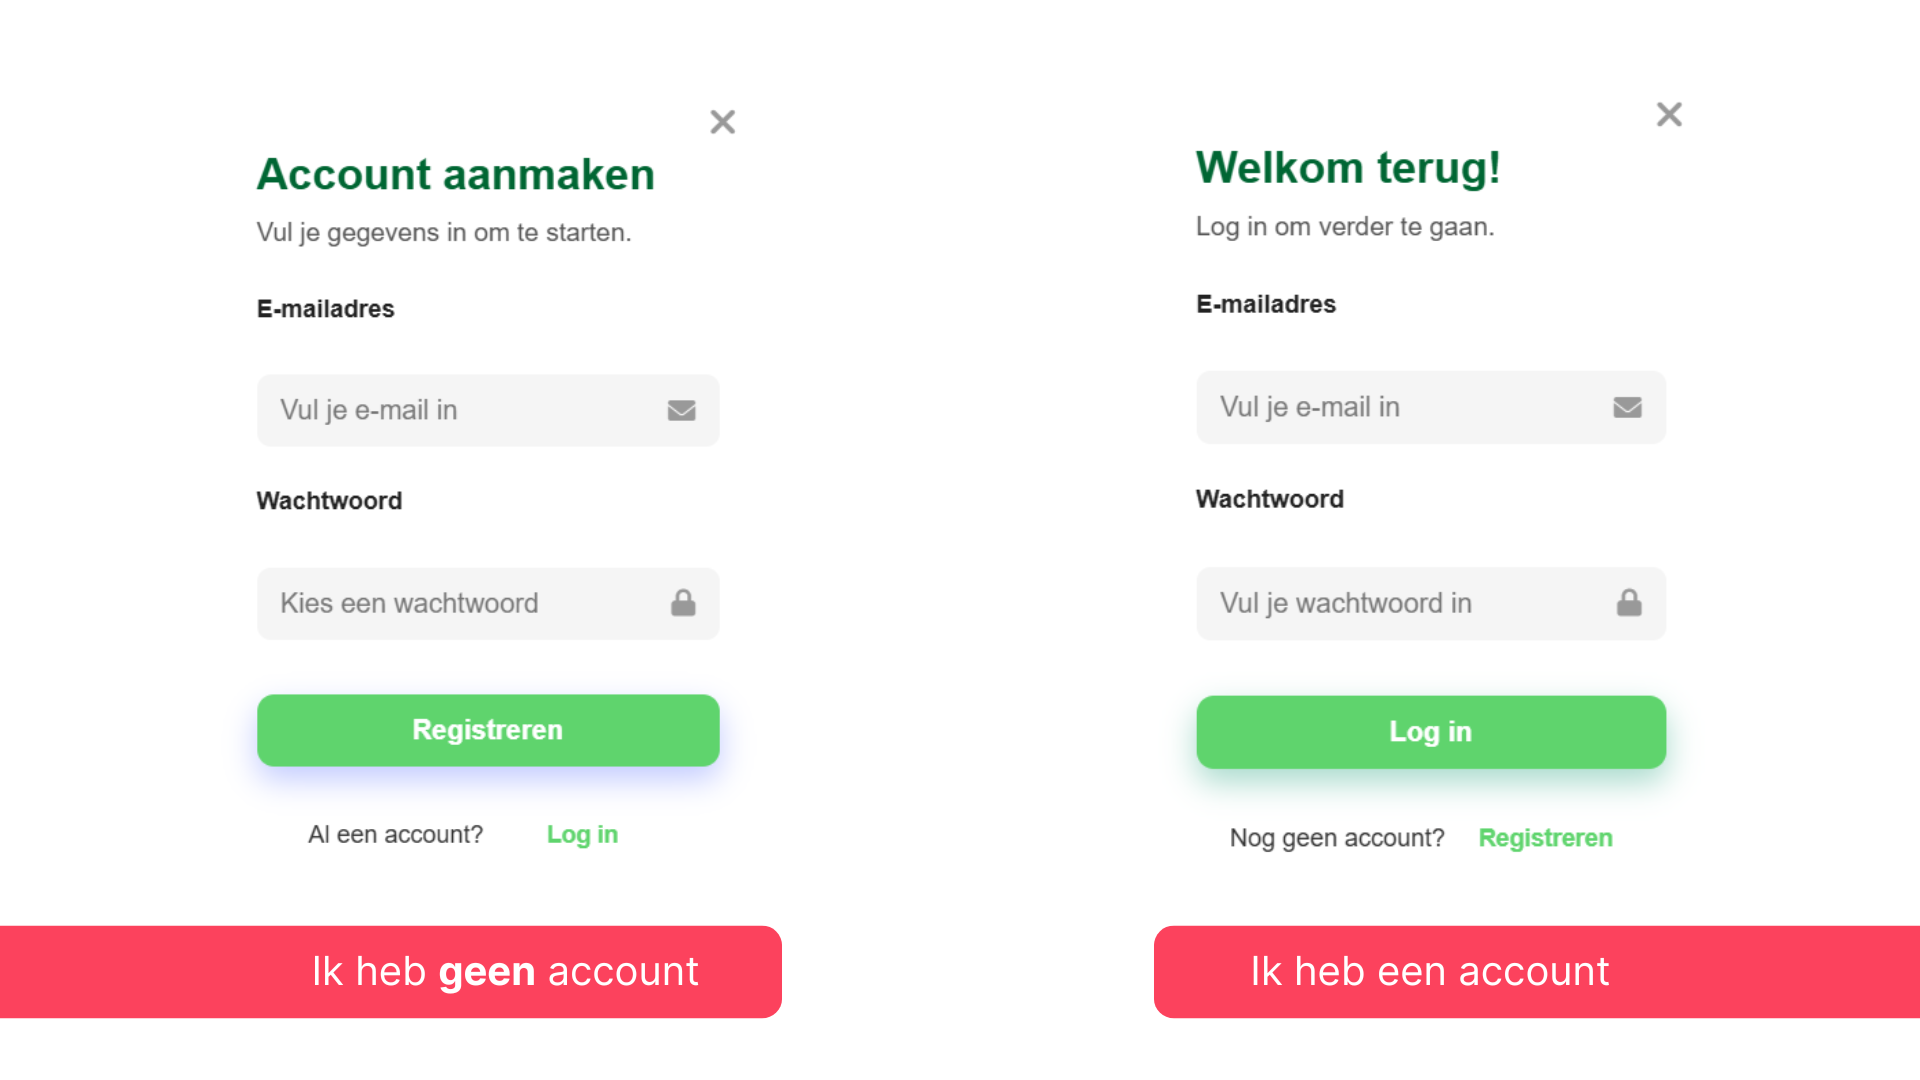 Account aanmaken
Vul je gegevens in om te starten.
E-mailadres
Vul je e-mail in
Wachtwoord
Kies een wachtwoord
Registreren
Al een account? Log in
Ik heb geen account
Welkom terug!
Log in om verder te gaan.
E-mailadres
Vul je e-mail in
Wachtwoord
Vul je wachtwoord in
Log in
Nog geen account? Registreren
Ik heb een account